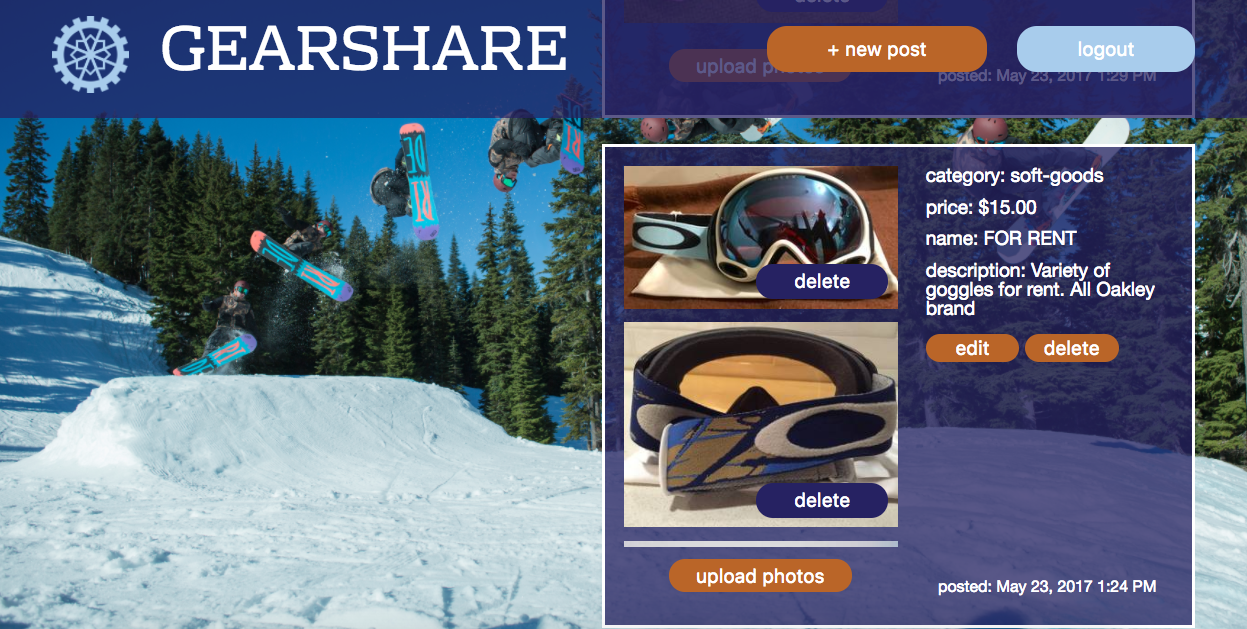 GEARSHARE
delete
upload photos
+ new post
logout
posted: May 23, 2017 1:29 PM
category: soft-goods
price: $15.00
name: FOR RENT
description: Variety of
goggles for rent. All Oakley
brand
edit
delete
delete
delete
upload photos
posted: May 23, 2017 1:24 PM